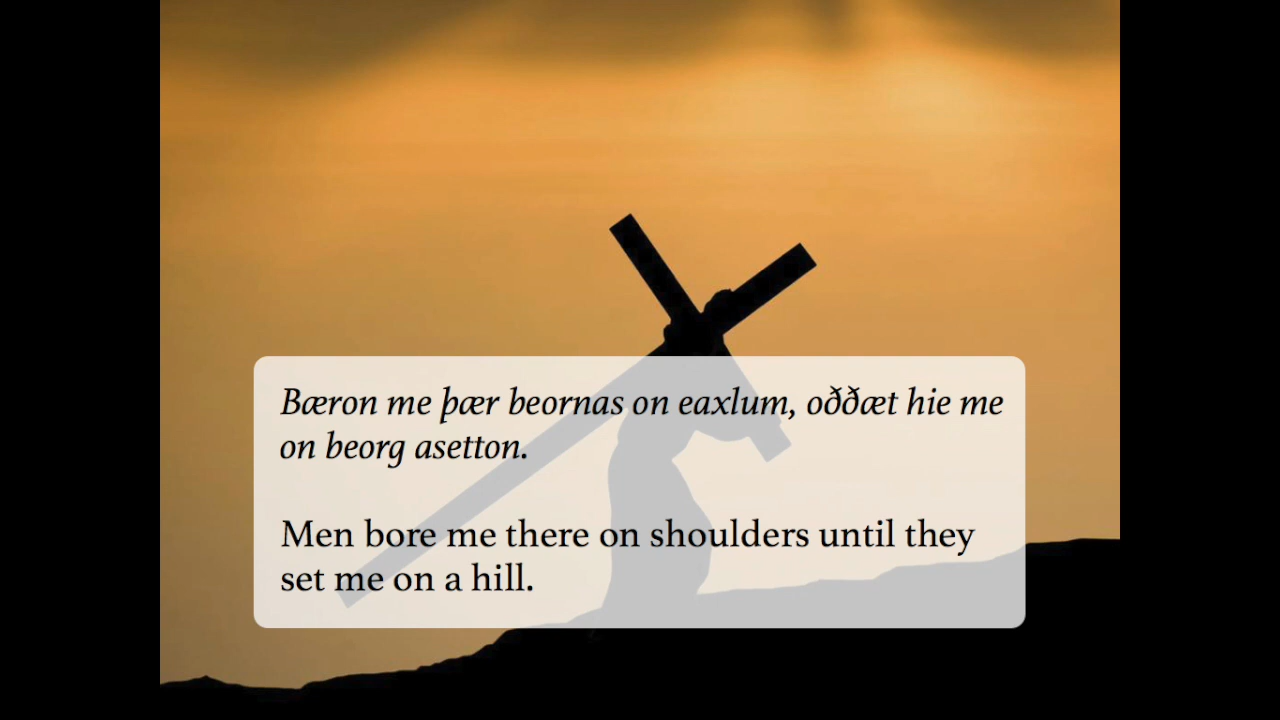 Bæron me þær beornas on eaxlum, oððæt hie me
on beorg asetton.
Men bore me there on shoulders until they
set me on a hill.